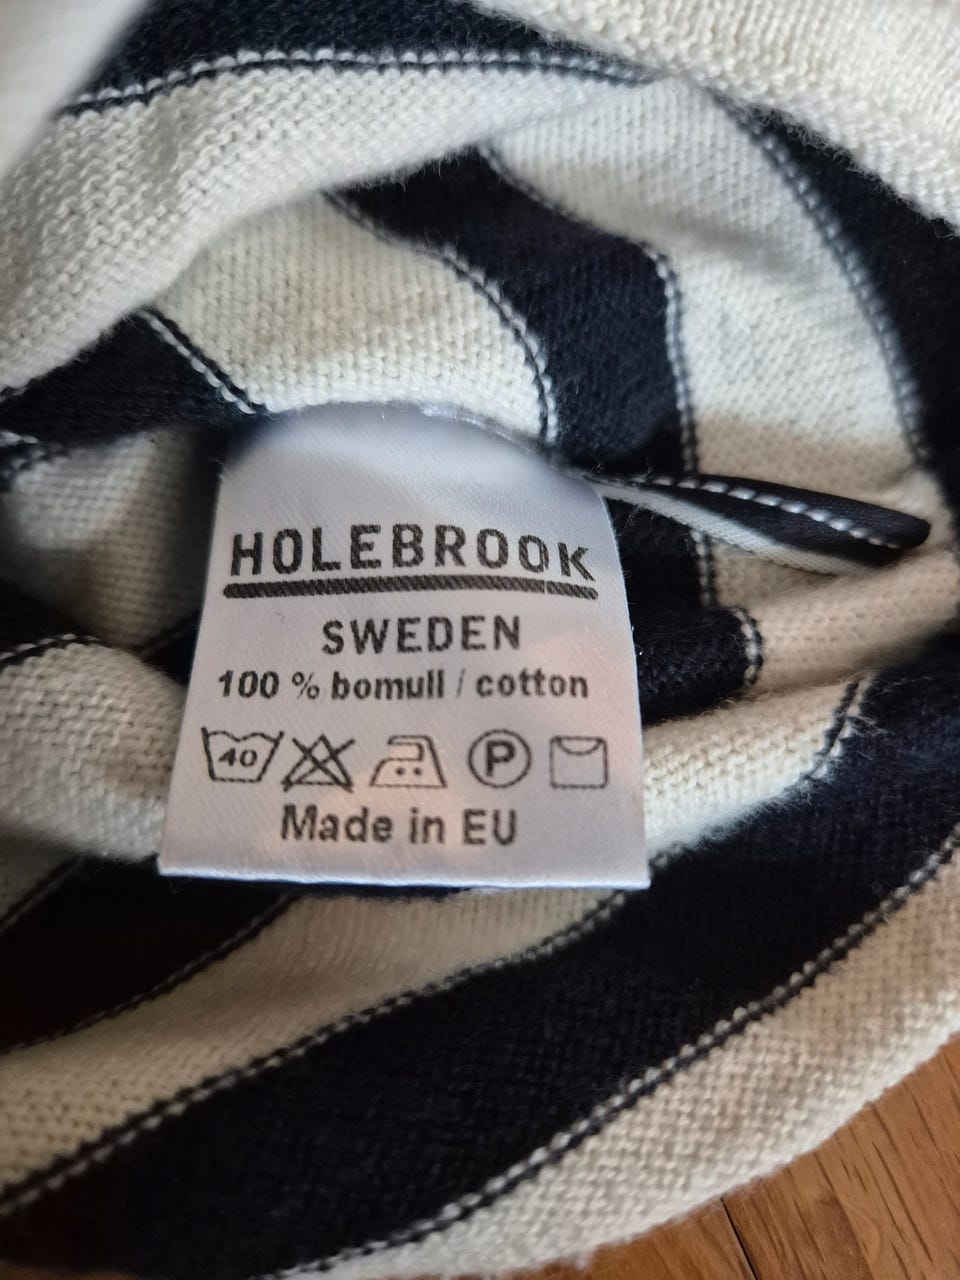 HOLEBROOK
SWEDEN
100 % bomull / cotton
40 P
Made in EU